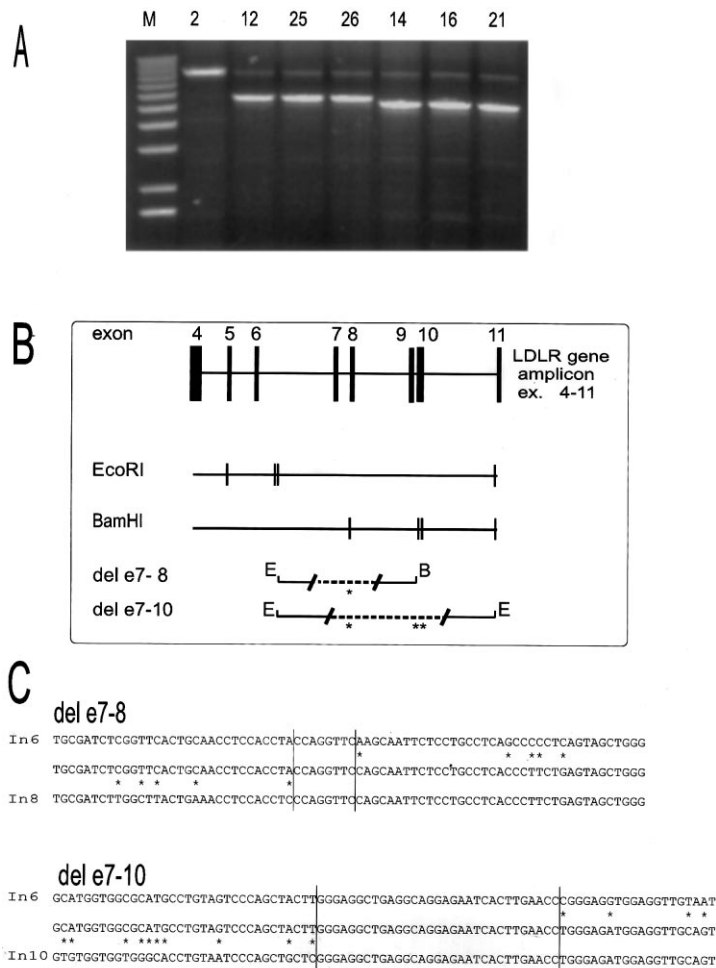 A
M 2 12 25 26 14 16 21
B
exon 4 5 6 7 8 9 10 11
LDLR gene
amplicon
ex. 4-11
EcoRI
BamHI
del e7-8 E B
*
del e7-10 E E
* **
C
del e7-8
In6 TGCGATCTCGGTTCACTGCAACCTCCACCTACCAGGTTCAAGCAATTCTCCTGCCTCAGCCCCCTCAGTAGCTGGG
* * ** *
TGCGATCTCGGTTCACTGCAACCTCCACCTACCAGGTTCCAGCAATTCTCCTGCCTCACCCTTCTGAGTAGCTGGG
* * * * *
In8 TGCGATCTTGGCTTACTGAAACCTCCACCTCCCAGGTTCCAGCAATTCTCCTGCCTCACCCTTCTGAGTAGCTGGG
del e7-10
In6 GCATGGTGGCGCATGCCTGTAGTCCCAGCTACTTGGGAGGCTGAGGCAGGAGAATCACTTGAACCCGGGAGGTGGAGGTTGTAAT
* * * *
GCATGGTGGCGCATGCCTGTAGTCCCAGCTACTTGGGAGGCTGAGGCAGGAGAATCACTTGAACCTGGGAGATGGAGGTTGCAGT
** * **** * * *
In10 GTGTGGTGGTGGGCACCTGTAATCCCAGCTGCTCGGGAGGCTGAGGCAGGAGAATCACTTGAACCTGGGAGATGGAGGTTGCAGT